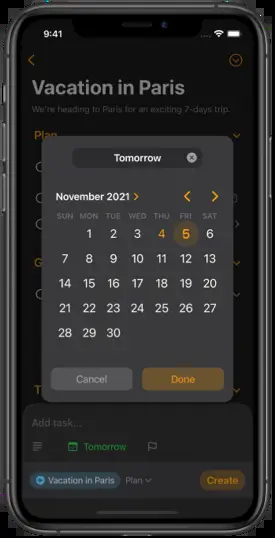 9:41
Vacation in Paris
We're heading to Paris for an exciting 7-days trip.
Plan
Tomorrow
November 2021
SUN MON TUE WED THU FRI SAT
1 2 3 4 5 6
7 8 9 10 11 12 13
14 15 16 17 18 19 20
21 22 23 24 25 26 27
28 29 30
Cancel Done
Add task...
Tomorrow
Vacation in Paris Plan Create